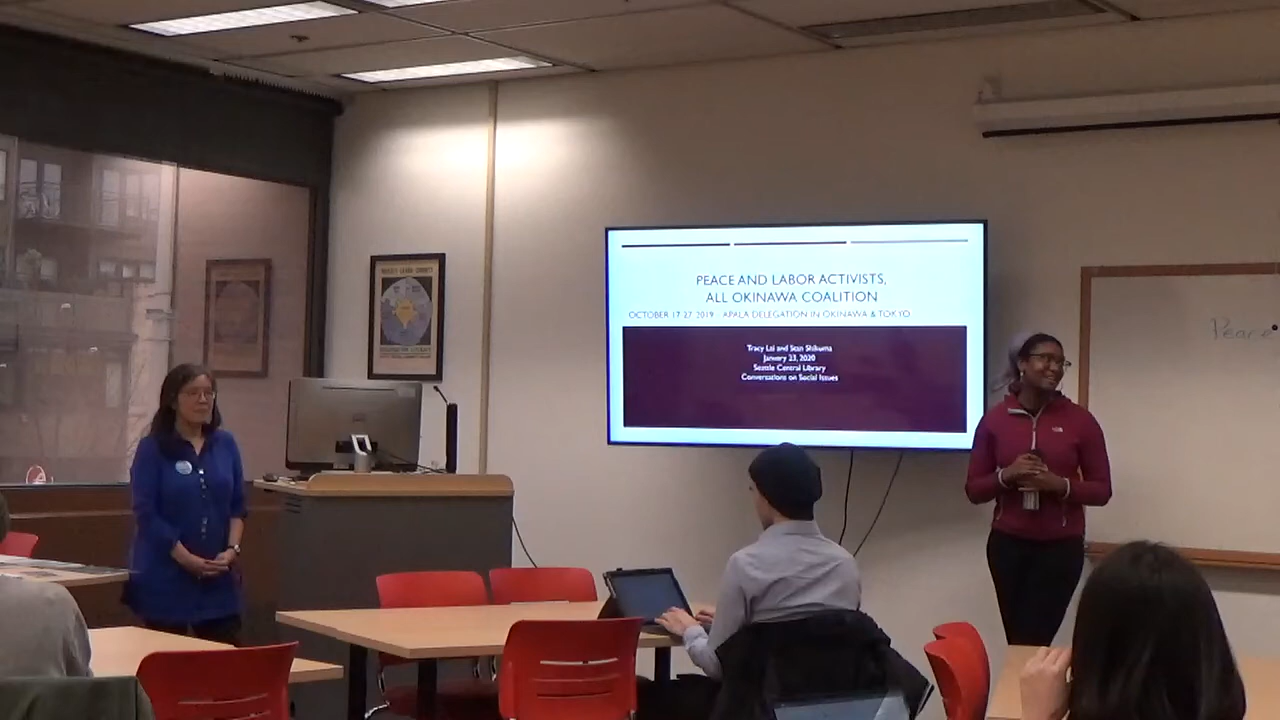 PEACE AND LABOR ACTIVISTS,
ALL OKINAWA COALITION
OCTOBER 17-27, 2019 APALA DELEGATION IN OKINAWA & TOKYO
Tracy Lai and Stan Shikuma
January 23, 2020
Seattle Central Library
Conversations on Social Issues
Peace